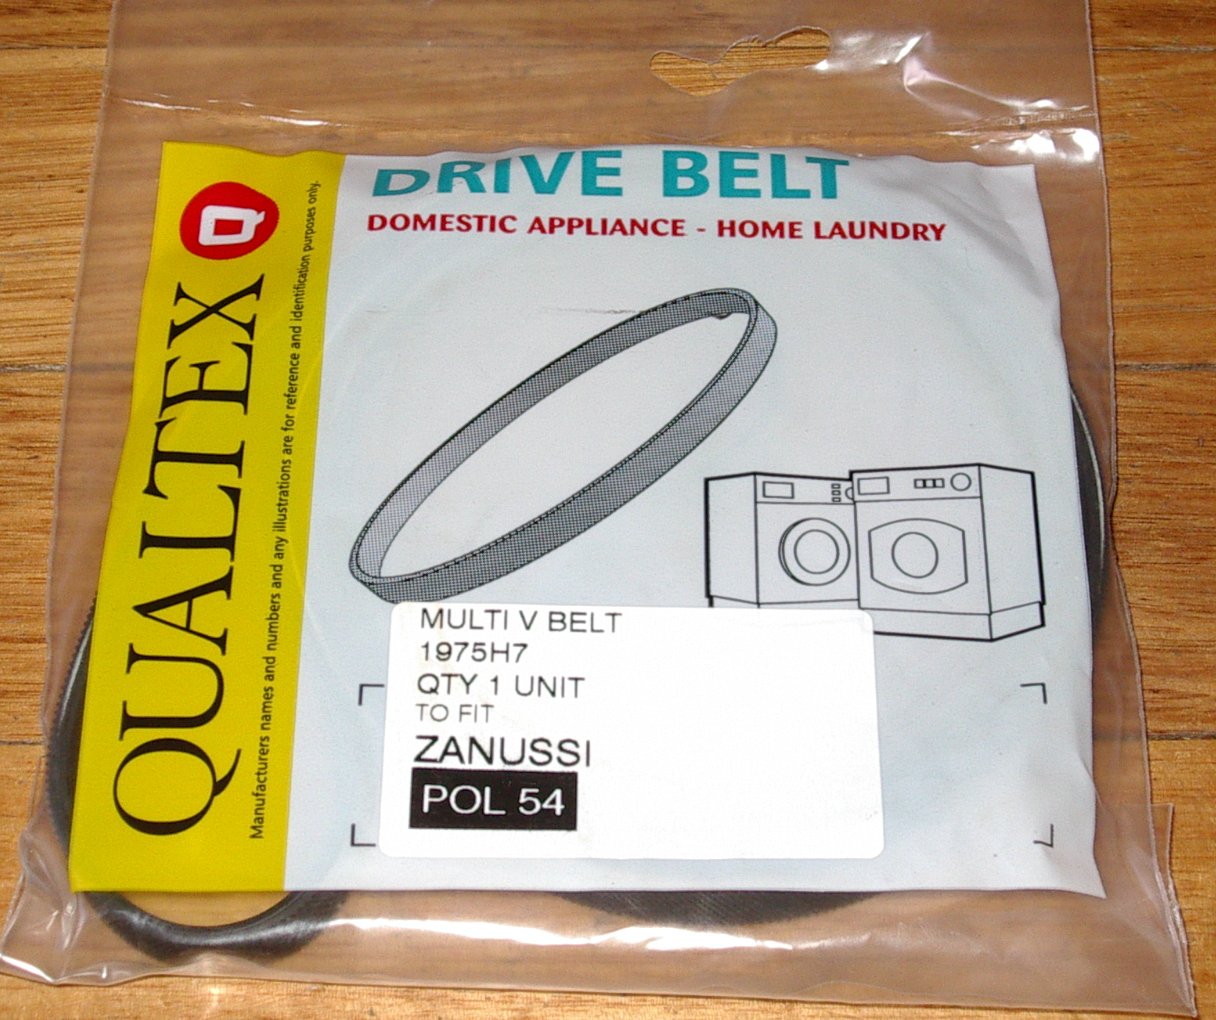 DRIVE BELT
DOMESTIC APPLIANCE - HOME LAUNDRY
Q
QUALTEX
Manufacturers names and numbers and any illustrations are for reference and identification purposes only.
MULTI V BELT
1975H7
QTY 1 UNIT
TO FIT
ZANUSSI
POL 54